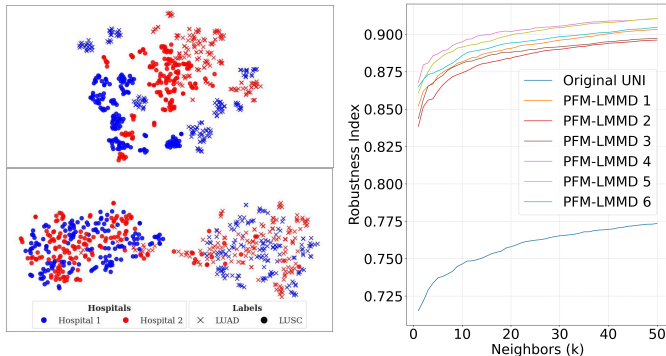 Hospitals
Labels
Hospital 1
Hospital 2
LUAD
LUSC
Robustness Index
0.900
0.875
0.850
0.825
0.800
0.775
0.750
0.725
Original UNI
PFM-LMMD 1
PFM-LMMD 2
PFM-LMMD 3
PFM-LMMD 4
PFM-LMMD 5
PFM-LMMD 6
0
10
20
30
40
50
Neighbors (k)